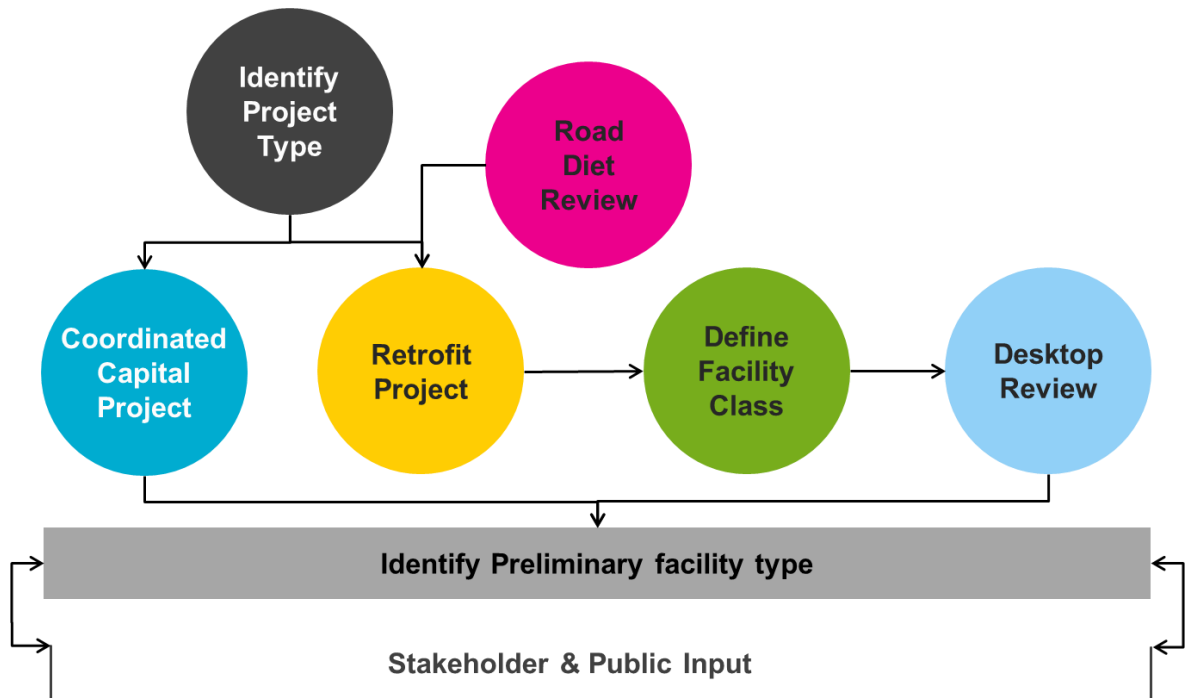 Identify
Project
Type
Road
Diet
Review
Coordinated
Capital
Project
Retrofit
Project
Define
Facility
Class
Desktop
Review
Identify Preliminary facility type
Stakeholder & Public Input